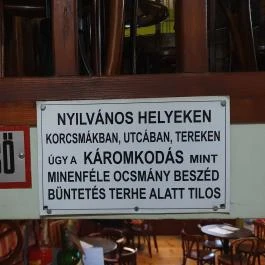 NYILVÁNOS HELYEKEN
KORCSMÁKBAN, UTCÁBAN, TEREKEN
ÚGY A KÁROMKODÁS MINT
MINENFÉLE OCSMÁNY BESZÉD
BÜNTETÉS TERHE ALATT TILOS